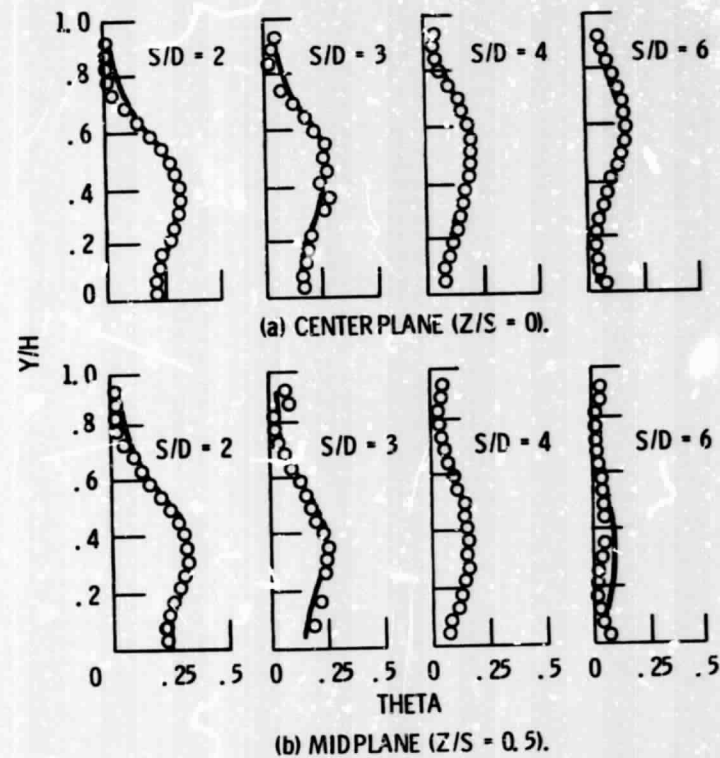 1.0
.8
.6
.4
.2
0
S/D = 2
S/D = 3
S/D = 4
S/D = 6
(a) CENTERPLANE (Z/S = 0).
Y/H
1.0
.8
.6
.4
.2
S/D = 2
S/D = 3
S/D = 4
S/D = 6
0 .25 .5 0 .25 .5 0 .25 .5 0 .25 .5
THETA
(b) MIDPLANE (Z/S = 0.5).